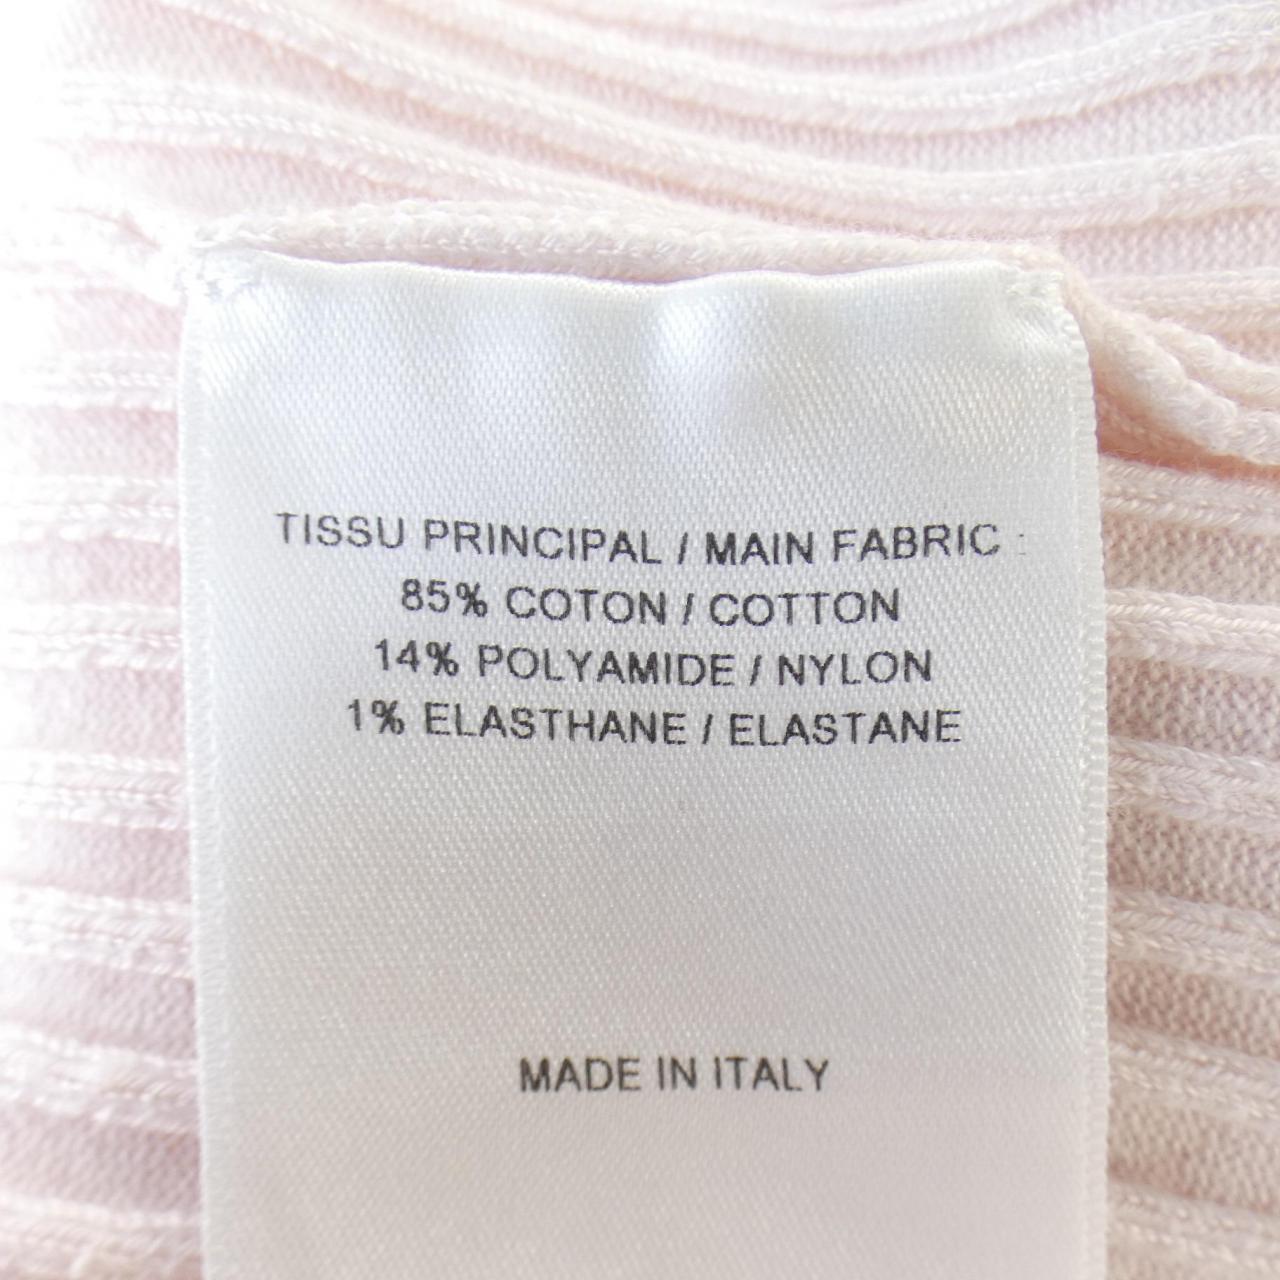 TISSU PRINCIPAL / MAIN FABRIC :
85% COTON / COTTON
14% POLYAMIDE / NYLON
1% ELASTHANE / ELASTANE
MADE IN ITALY